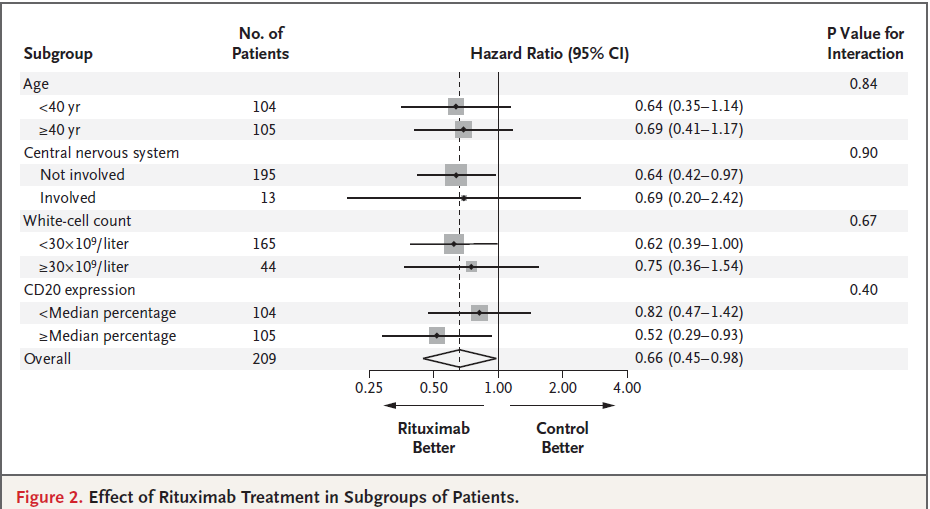 No. of
Patients
P Value for
Interaction
Subgroup
Hazard Ratio (95% CI)
Age 0.84
<40 yr 104 0.64 (0.35–1.14)
≥40 yr 105 0.69 (0.41–1.17)
Central nervous system 0.90
Not involved 195 0.64 (0.42–0.97)
Involved 13 0.69 (0.20–2.42)
White-cell count 0.67
<30×10⁹/liter 165 0.62 (0.39–1.00)
≥30×10⁹/liter 44 0.75 (0.36–1.54)
CD20 expression 0.40
<Median percentage 104 0.82 (0.47–1.42)
≥Median percentage 105 0.52 (0.29–0.93)
Overall 209 0.66 (0.45–0.98)
0.25 0.50 1.00 2.00 4.00
Rituximab
Better
Control
Better
Figure 2. Effect of Rituximab Treatment in Subgroups of Patients.